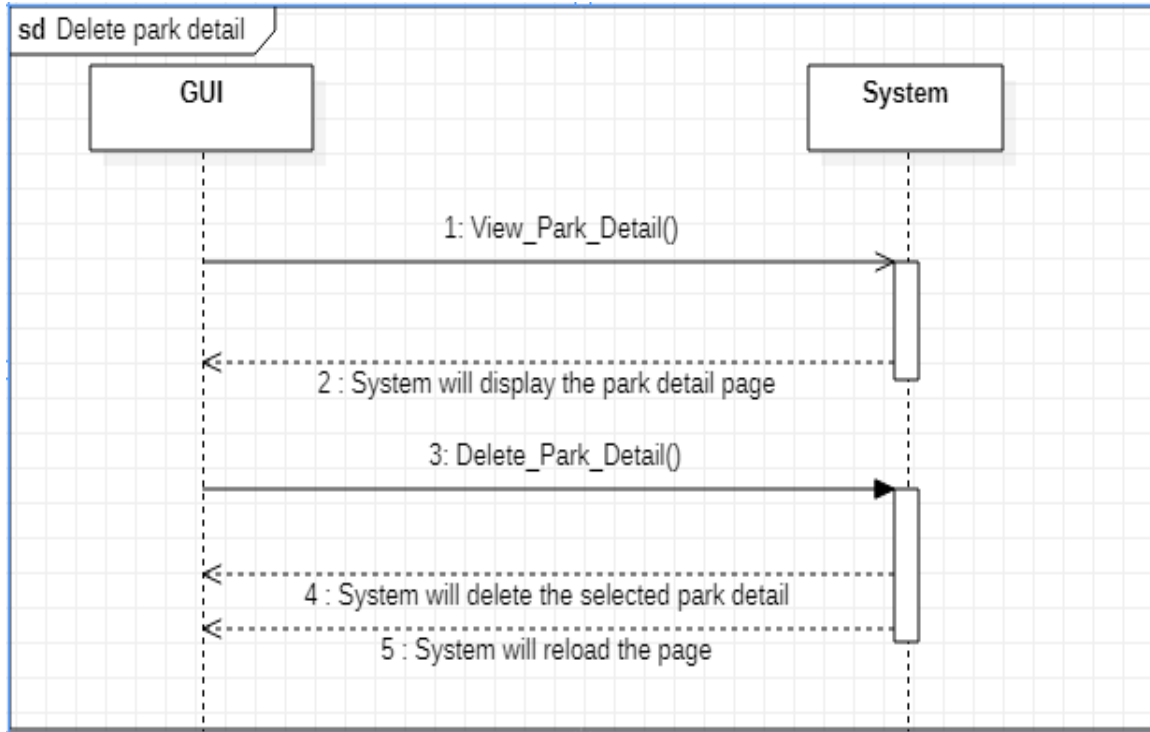 sd Delete park detail
GUI
System
1: View_Park_Detail()
2 : System will display the park detail page
3: Delete_Park_Detail()
4 : System will delete the selected park detail
5 : System will reload the page